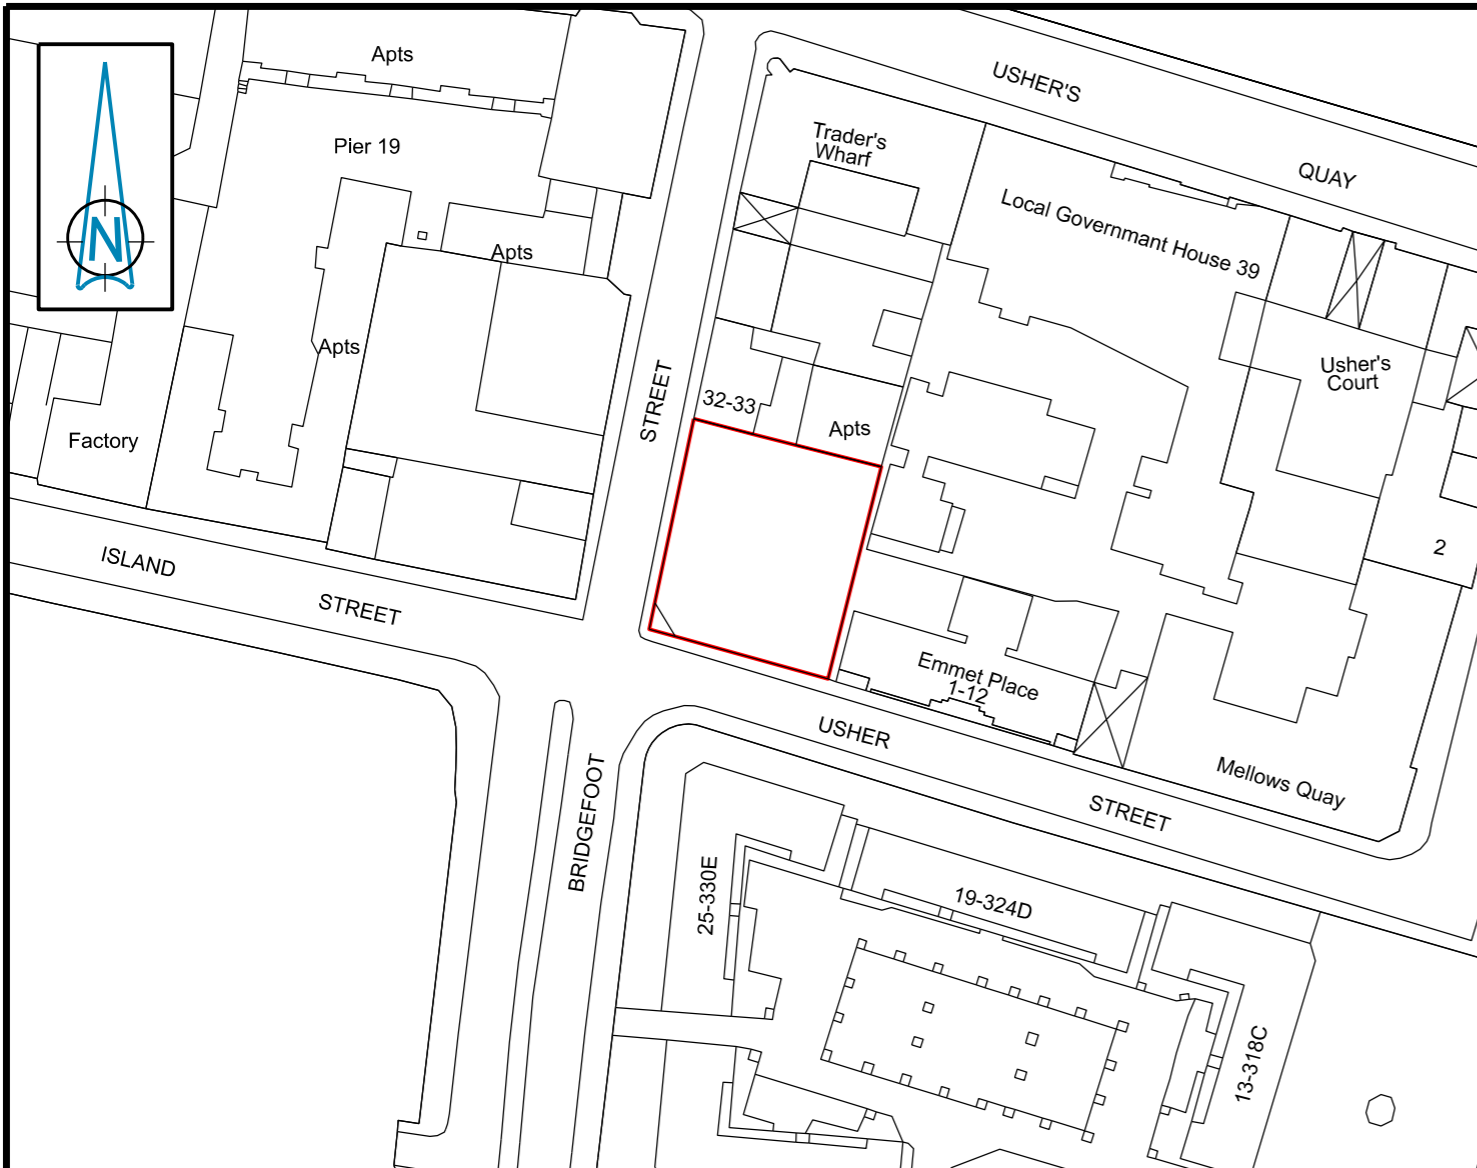 Apts
USHER'S
Trader's
Wharf
Pier 19
QUAY
N
Local Governmant House 39
Apts
Apts
Usher's
Court
STREET
32-33
Apts
Factory
2
ISLAND
STREET
Emmet Place
1-12
USHER
Mellows Quay
STREET
BRIDGEFOOT
25-330E
19-324D
13-318C